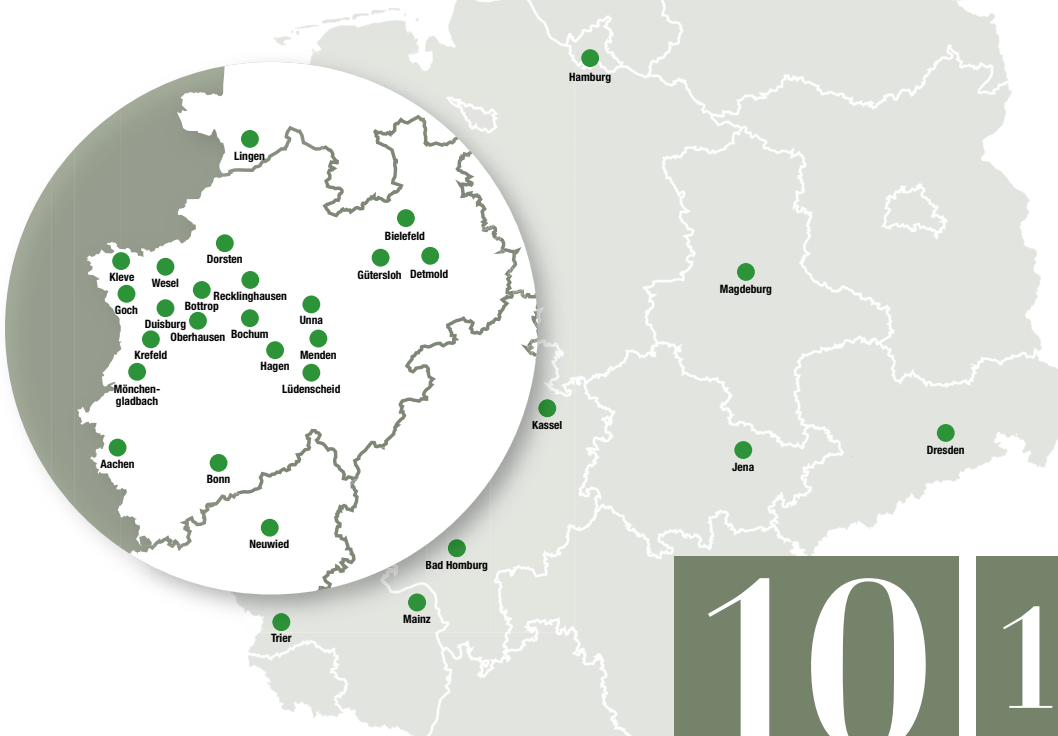 Hamburg
Lingen
Bielefeld
Gütersloh
Detmold
Dorsten
Kleve
Wesel
Recklinghausen
Goch
Bottrop
Duisburg
Oberhausen
Bochum
Unna
Krefeld
Menden
Hagen
Mönchen-
gladbach
Lüdenscheid
Magdeburg
Kassel
Aachen
Bonn
Jena
Dresden
Neuwied
Bad Homburg
Mainz
Trier
10
1